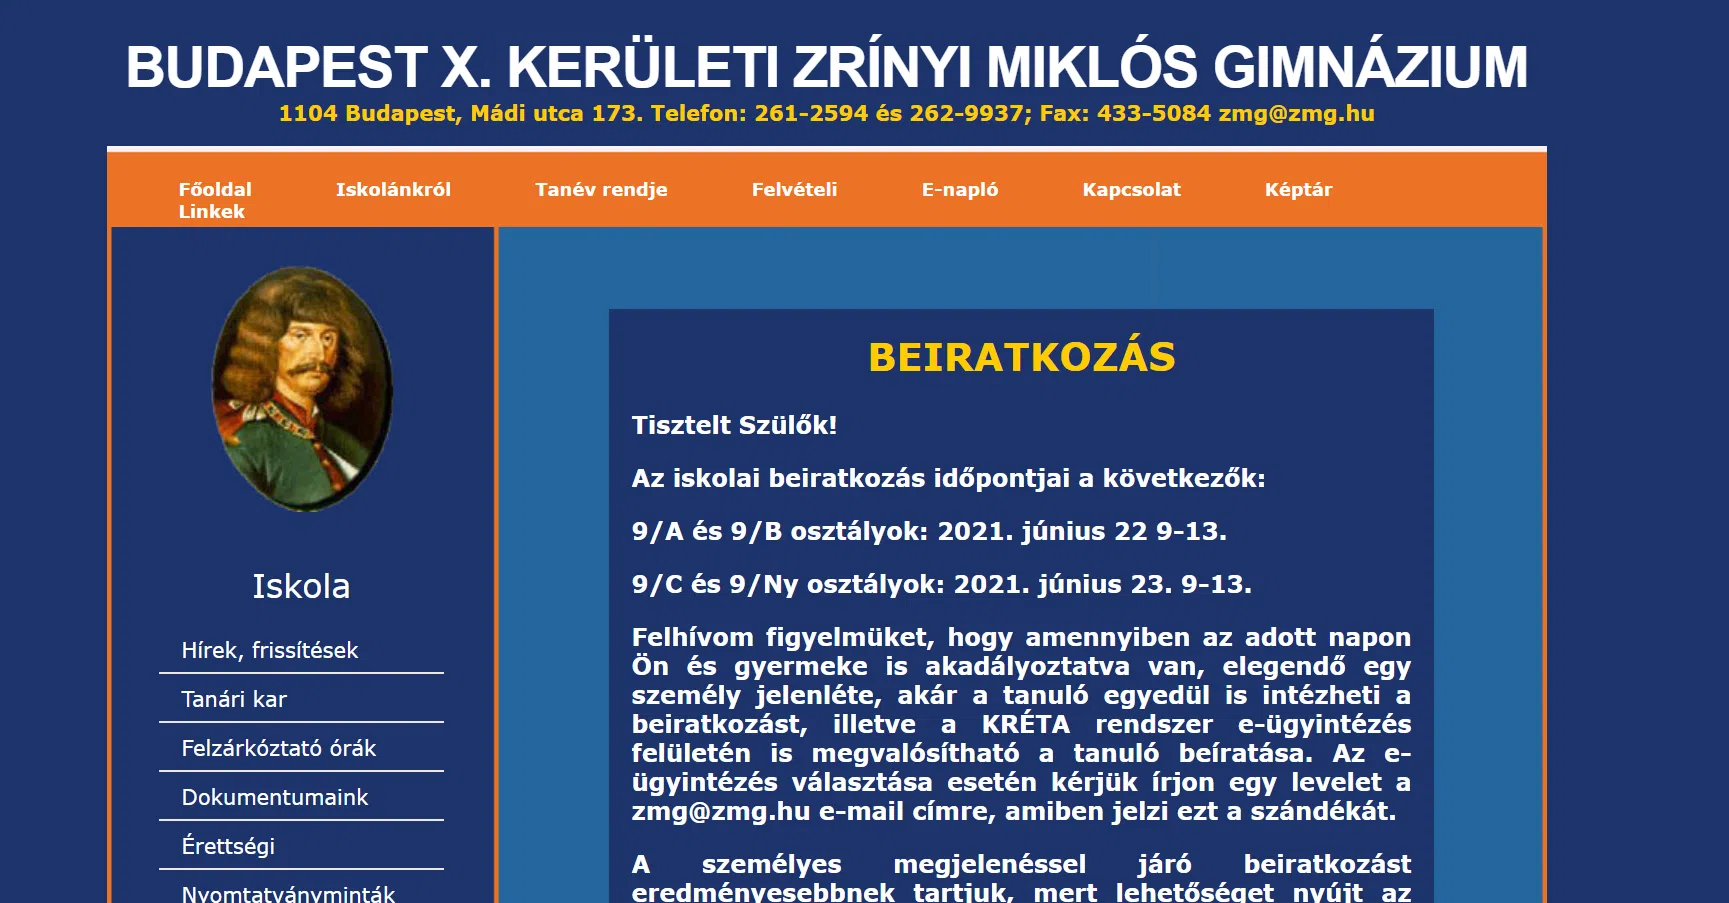 BUDAPEST X. KERÜLETI ZRÍNYI MIKLÓS GIMNÁZIUM
1104 Budapest, Mádi utca 173. Telefon: 261-2594 és 262-9937; Fax: 433-5084 zmg@zmg.hu
Főoldal Iskolánkról Tanév rendje Felvételi E-napló Kapcsolat Képtár
Linkek
Iskola
Hírek, frissítések
Tanári kar
Felzárkóztató órák
Dokumentumaink
Érettségi
Nyomtatványminták
BEIRATKOZÁS
Tisztelt Szülők!
Az iskolai beiratkozás időpontjai a következők:
9/A és 9/B osztályok: 2021. június 22 9-13.
9/C és 9/Ny osztályok: 2021. június 23. 9-13.
Felhívom figyelmüket, hogy amennyiben az adott napon
Ön és gyermeke is akadályoztatva van, elegendő egy
személy jelenléte, akár a tanuló egyedül is intézheti a
beiratkozást, illetve a KRÉTA rendszer e-ügyintézés
felületén is megvalósítható a tanuló beíratása. Az e-
ügyintézés választása esetén kérjük írjon egy levelet a
zmg@zmg.hu e-mail címre, amiben jelzi ezt a szándékát.
A személyes megjelenéssel járó beiratkozást
eredményesebbnek tartjuk, mert lehetőséget nyújt az